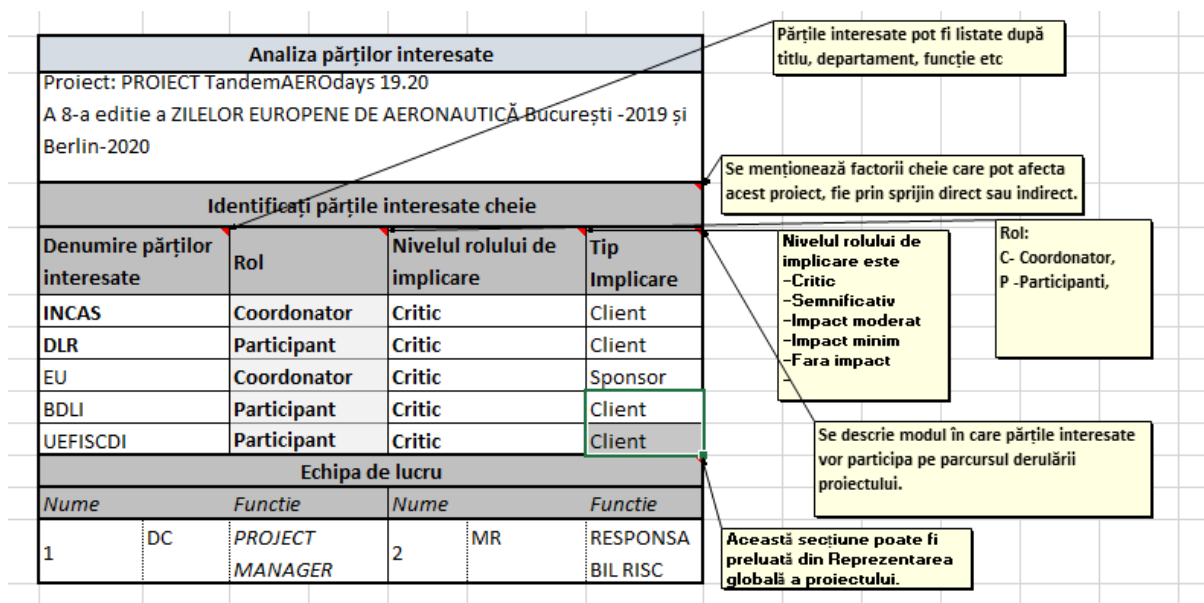 Analiza părților interesate
Proiect: PROIECT TandemAEROdays 19.20
A 8-a editie a ZILELOR EUROPENE DE AERONAUTICĂ București -2019 și
Berlin-2020
Identificați părțile interesate cheie
Denumire părților interesate
Rol
Nivelul rolului de implicare
Tip Implicare
INCAS Coordonator Critic Client
DLR Participant Critic Client
EU Coordonator Critic Sponsor
BDLI Participant Critic Client
UEFISCDI Participant Critic Client
Echipa de lucru
Nume Functie Nume Functie
1 DC PROJECT MANAGER 2 MR RESPONSA
BIL RISC
Părțile interesate pot fi listate după
titlu, departament, funcție etc
Se menționează factorii cheie care pot afecta
acest proiect, fie prin sprijin direct sau indirect.
Nivelul rolului de
implicare este
-Critic
-Semnificativ
-Impact moderat
-Impact minim
-Fara impact
-
Rol:
C- Coordonator,
P -Participanti,
Se descrie modul în care părțile interesate
vor participa pe parcursul derulării
proiectului.
Această secțiune poate fi
preluată din Reprezentarea
globală a proiectului.